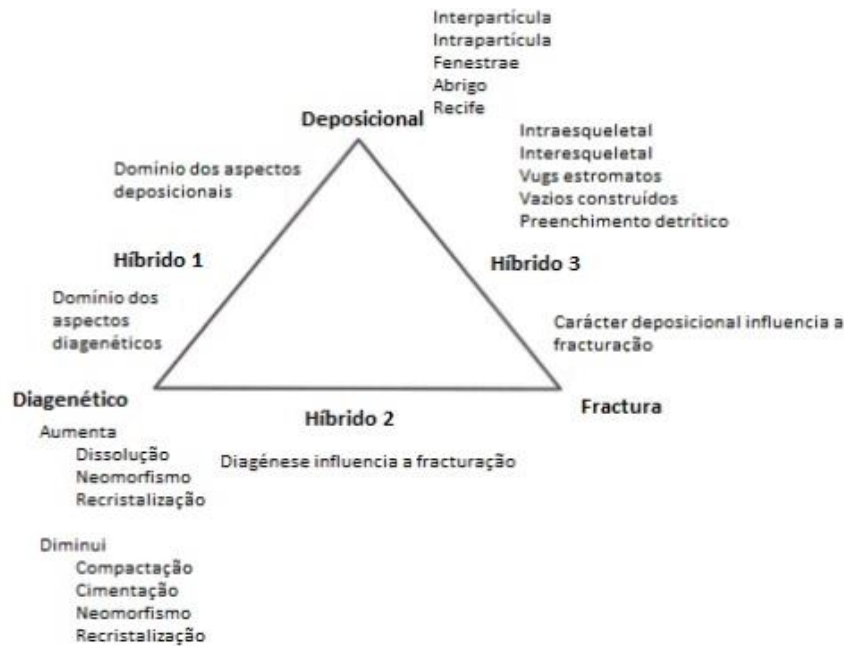 Interpartícula
Intrapartícula
Fenestrae
Abrigo
Recife
Deposicional
Intraesqueletal
Interesqueletal
Vugs estromatos
Vazios construídos
Preenchimento detrítico
Domínio dos aspectos
deposicionais
Híbrido 1
Híbrido 3
Domínio dos
aspectos
diagenéticos
Carácter deposicional influencia a
fracturação
Diagenético
Híbrido 2
Fractura
Aumenta
Dissolução
Neomorfismo
Recristalização
Diagénese influencia a fracturação
Diminui
Compactação
Cimentação
Neomorfismo
Recristalização